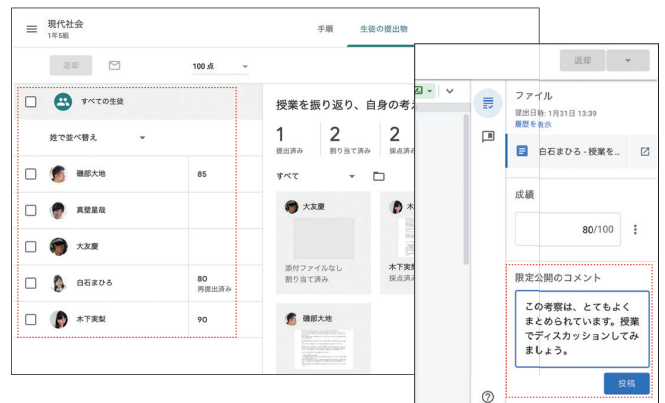 現代社会
1年5組
手順
生徒の提出物
返却
100 点
すべての生徒
姓で並べ替え
磯部大地
85
真壁星哉
大友慶
白石まひろ
80
再提出済み
木下実梨
90
授業を振り返り、自身の考え
1
2
2
提出済み
割り当て済み
採点済み
すべて
大友慶
木
添付ファイルなし
割り当て済み
木下実梨
採点済み
磯部大地
返却
ファイル
提出日時: 1月31日 13:39
履歴を表示
白石まひろ - 授業を...
成績
80/100
限定公開のコメント
この考察は、とてもよく
まとめられています。授業
でディスカッションしてみ
ましょう。
投稿